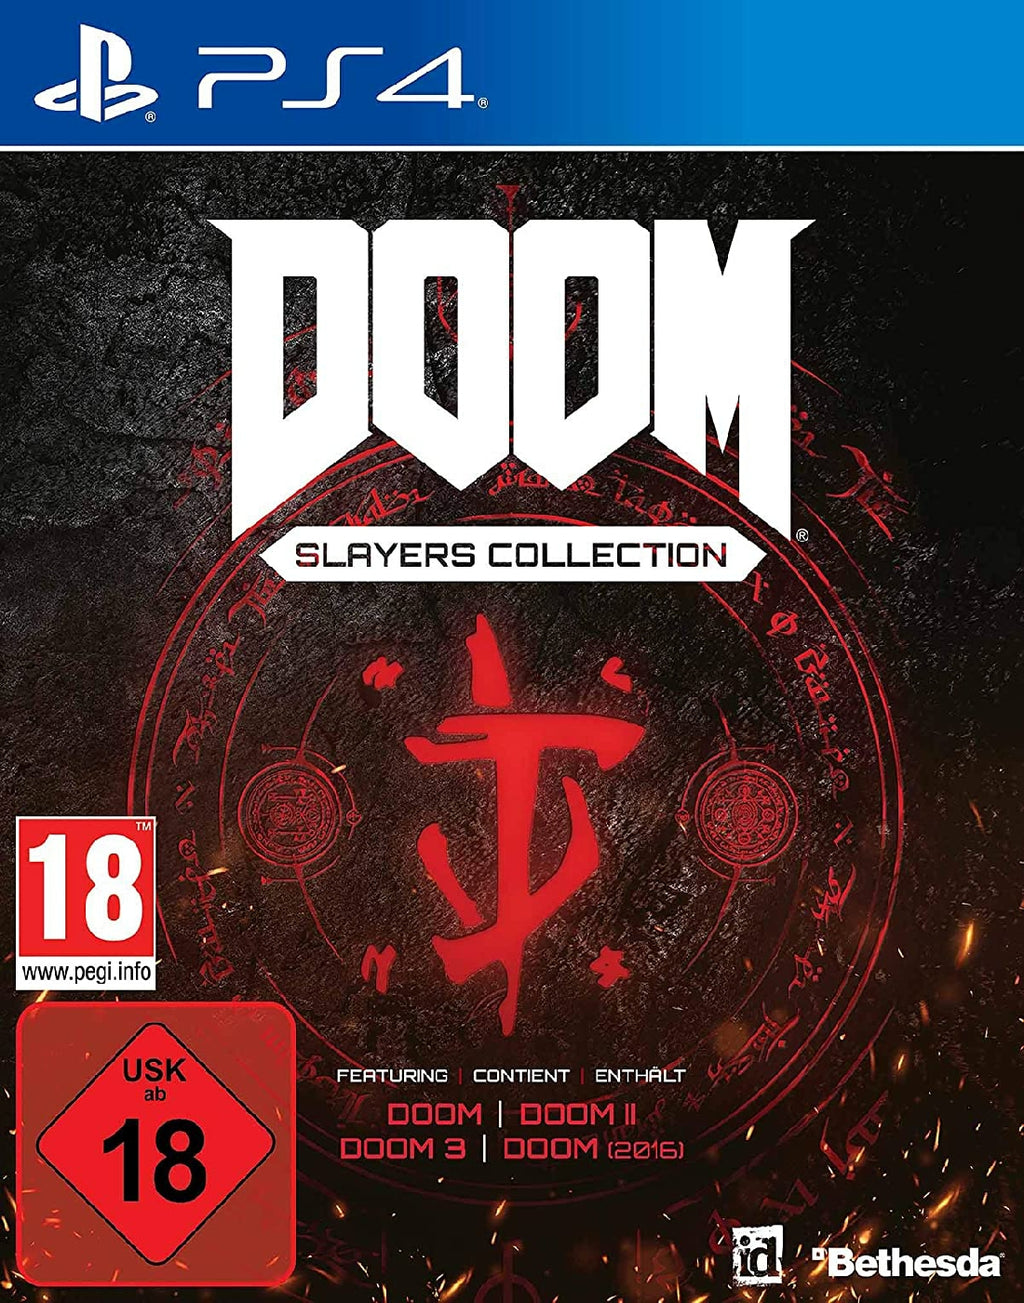 PS4®
DOOM®
SLAYERS COLLECTION
18™
www.pegi.info
USK
ab
18
FEATURING | CONTIENT | ENTHÄLT
DOOM | DOOM II
DOOM 3 | DOOM (2016)
id
Bethesda®